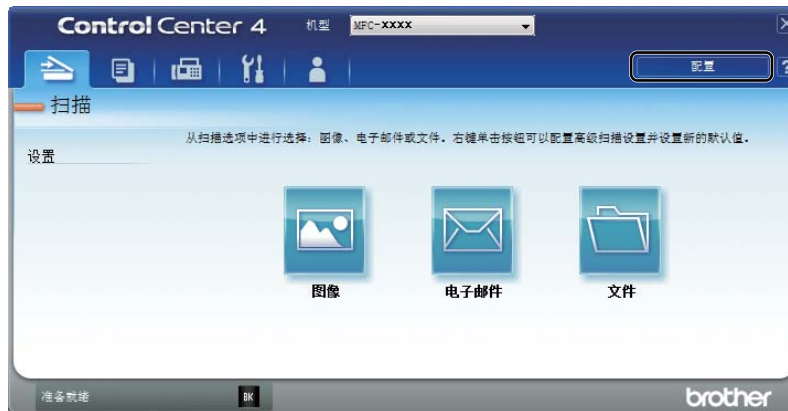 Control Center 4 机型 MFC-XXXX
配置 ?
扫描
从扫描选项中进行选择：图像、电子邮件或文件。右键单击按钮可以配置高级扫描设置并设置新的默认值。
设置
图像 电子邮件 文件
准备就绪 BK brother